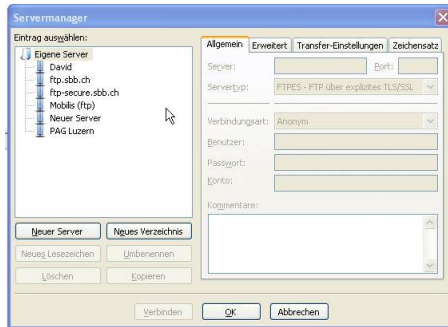 Servermanager
Eintrag auswählen:
Eigene Server
David
ftp.sbb.ch
ftp-secure.sbb.ch
Mobilis (ftp)
Neuer Server
PAG Luzern
Neuer Server
Neues Verzeichnis
Neues Lesezeichen
Umbenennen
Löschen
Kopieren
Allgemein
Erweitert
Transfer-Einstellungen
Zeichensatz
Server:
Port:
Servertyp:
FTPES - FTP über explizites TLS/SSL
Verbindungsart:
Anonym
Benutzer:
Passwort:
Konto:
Kommentare:
Verbinden
OK
Abbrechen